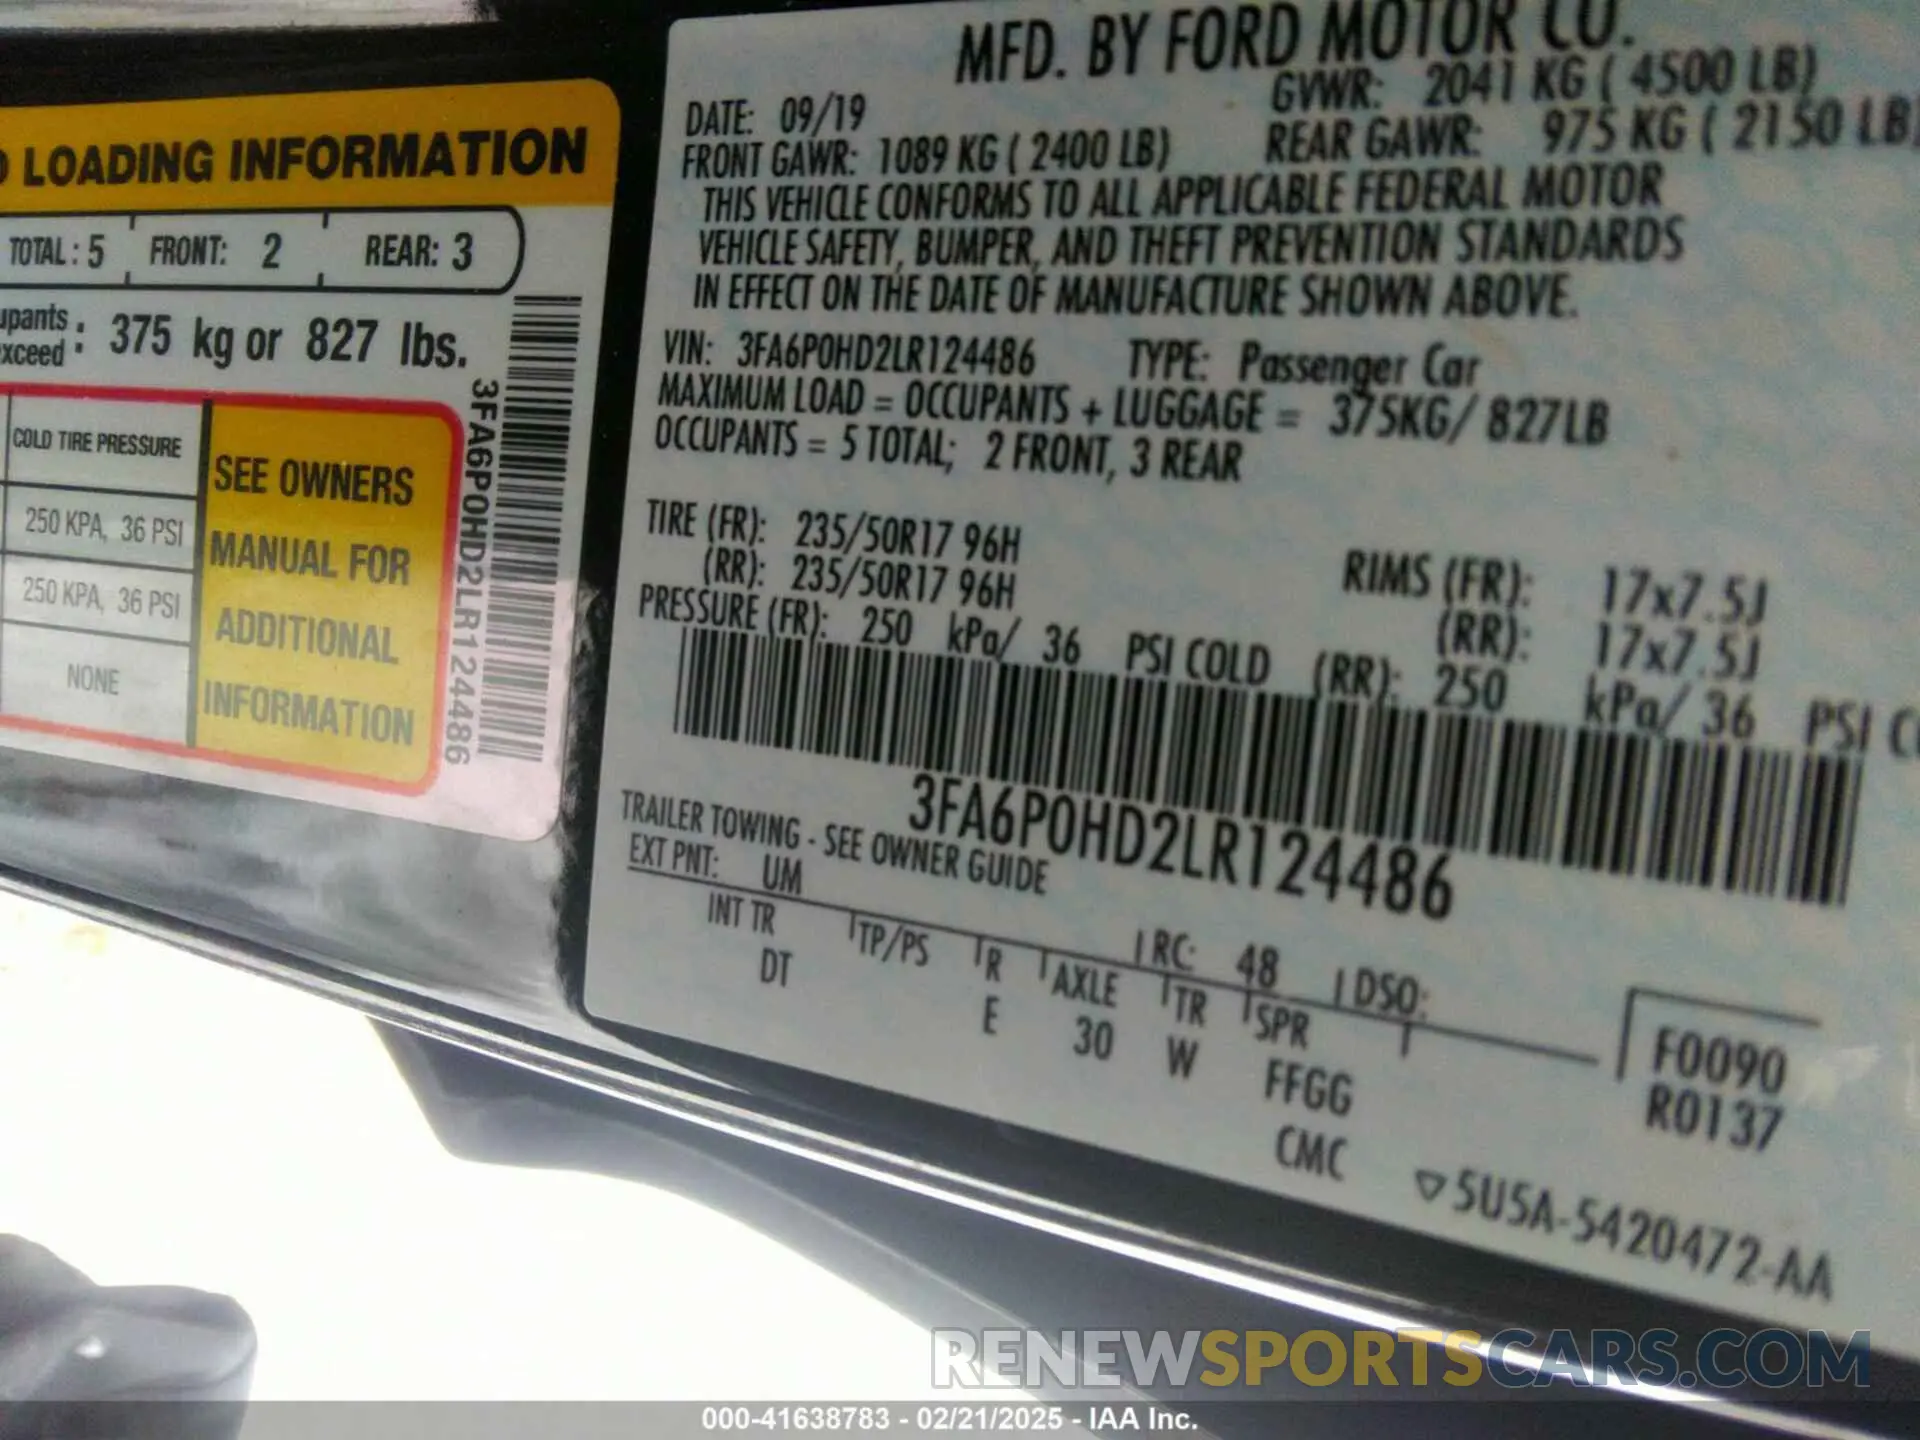 LOADING INFORMATION
TOTAL: 5 FRONT: 2 REAR: 3
375 kg or 827 lbs.
COLD TIRE PRESSURE
250 KPA, 36 PSI
250 KPA, 36 PSI
NONE
SEE OWNERS
MANUAL FOR
ADDITIONAL
INFORMATION
3FA6P0HD2LR124486
MFD. BY FORD MOTOR CO.
DATE: 09/19 GVWR: 2041 KG ( 4500 LB)
FRONT GAWR: 1089 KG ( 2400 LB) REAR GAWR: 975 KG ( 2150 LB)
THIS VEHICLE CONFORMS TO ALL APPLICABLE FEDERAL MOTOR
VEHICLE SAFETY, BUMPER, AND THEFT PREVENTION STANDARDS
IN EFFECT ON THE DATE OF MANUFACTURE SHOWN ABOVE.
VIN: 3FA6P0HD2LR124486 TYPE: Passenger Car
MAXIMUM LOAD = OCCUPANTS + LUGGAGE = 375KG/ 827LB
OCCUPANTS = 5 TOTAL; 2 FRONT, 3 REAR
TIRE (FR): 235/50R17 96H RIMS (FR): 17x7.5J
(RR): 235/50R17 96H (RR): 17x7.5J
PRESSURE (FR): 250 kPa/ 36 PSI COLD (RR): 250 kPa/ 36 PSI
3FA6P0HD2LR124486
TRAILER TOWING - SEE OWNER GUIDE
EXT PNT: UM RC: 48 DSO:
INT TR TP/PS R AXLE TR SPR
DT E 30 W FFGG
CMC
F0090
R0137
5U5A-5420472-AA
RENEWSPORTSCARS.COM
000-41638783 - 02/21/2025 - IAA Inc.